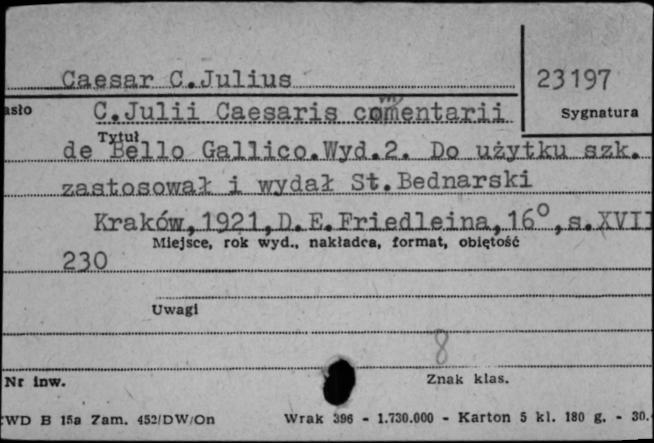 Caesar C.Julius
23197
asło
C.Julii Caesaris commentarii
Sygnatura
Tytuł
de Bello Gallico.Wyd.2. Do użytku szk.
zastosował i wydał St.Bednarski
Kraków,1921,D.E.Friedleina,16°,s.XVII
Miejsce, rok wyd., nakładca, format, obiętość
230
Uwagi
8
Nr inw.
Znak klas.
WD B 15a Zam. 452/DW/On
Wrak 396 - 1.730.000 - Karton 5 kl. 180 g. - 30.